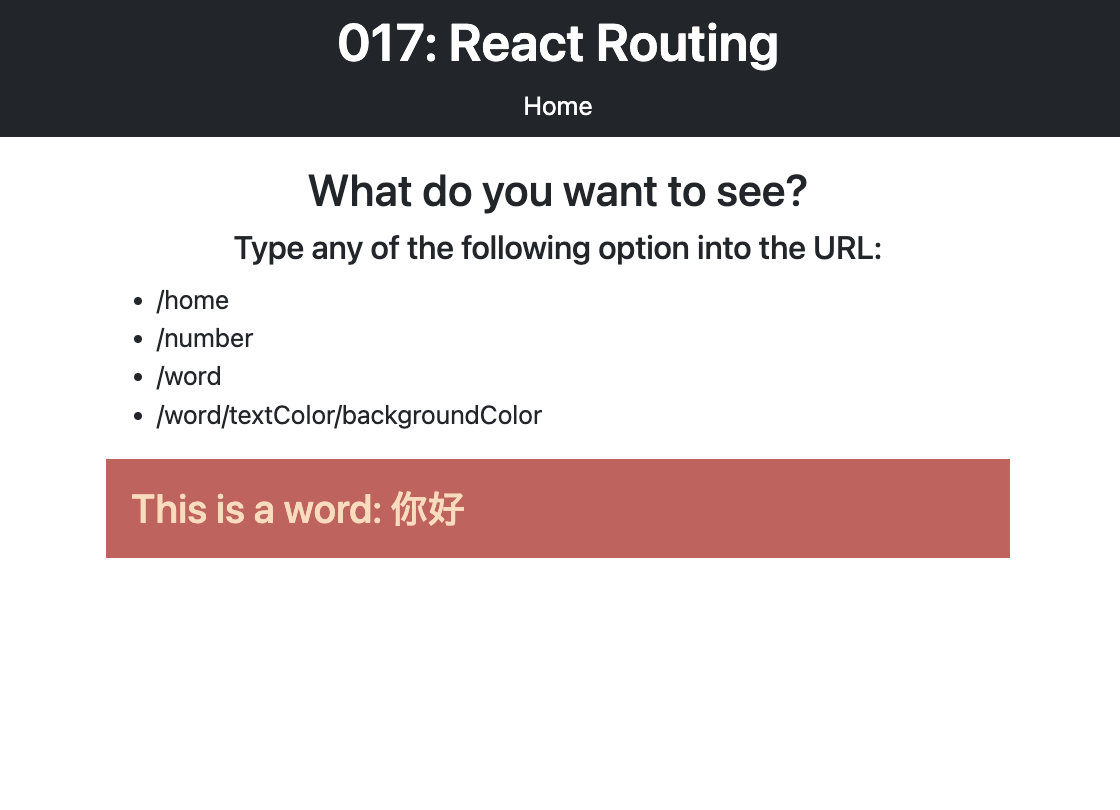 017: React Routing
Home
What do you want to see?
Type any of the following option into the URL:
• /home
• /number
• /word
• /word/textColor/backgroundColor
This is a word: 你好